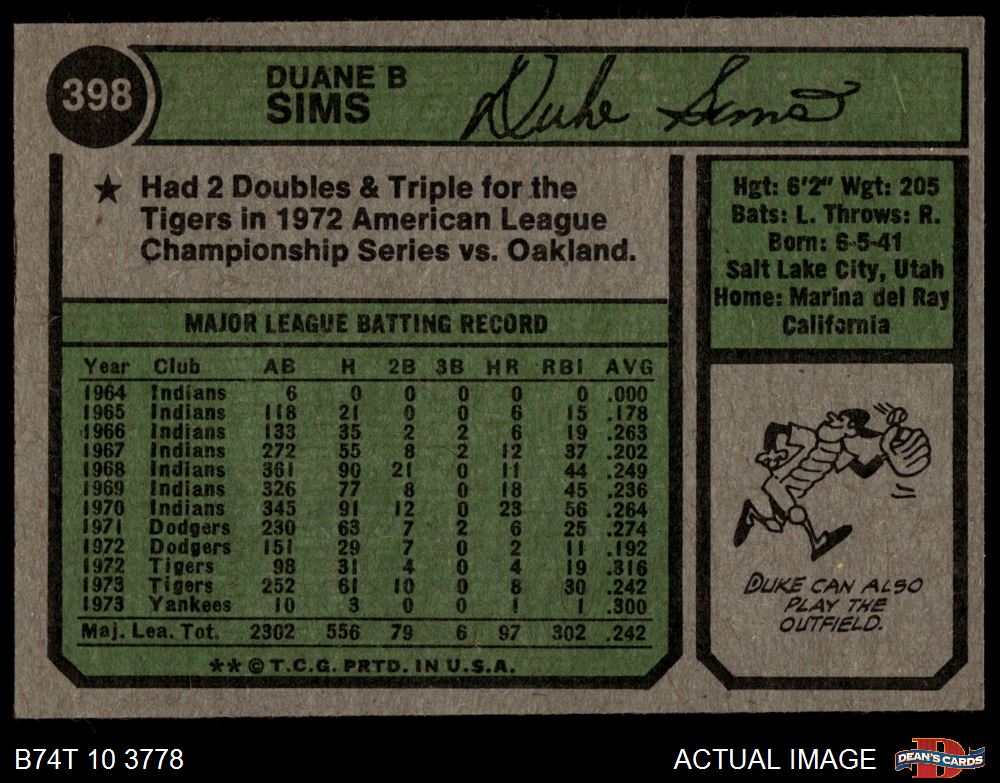 398
DUANE B
SIMS
Duke Sims
★ Had 2 Doubles & Triple for the
Tigers in 1972 American League
Championship Series vs. Oakland.
Hgt: 6'2" Wgt: 205
Bats: L. Throws: R.
Born: 6-5-41
Salt Lake City, Utah
Home: Marina del Ray
California
MAJOR LEAGUE BATTING RECORD
Year Club AB H 2B 3B HR RBI AVG
1964 Indians 6 0 0 0 0 0 .000
1965 Indians 118 21 0 0 6 15 .178
1966 Indians 133 35 2 2 6 19 .263
1967 Indians 272 55 8 2 12 37 .202
1968 Indians 361 90 21 0 11 44 .249
1969 Indians 326 77 8 0 18 45 .236
1970 Indians 345 91 12 0 23 56 .264
1971 Dodgers 230 63 7 2 6 25 .274
1972 Dodgers 151 29 7 0 2 11 .192
1972 Tigers 98 31 4 0 4 19 .316
1973 Tigers 252 61 10 0 8 30 .242
1973 Yankees 10 3 0 0 1 1 .300
Maj. Lea. Tot. 2302 556 79 6 97 302 .242
** © T.C.G. PRTD. IN U.S.A.
DUKE CAN ALSO
PLAY THE
OUTFIELD.
B74T 10 3778
ACTUAL IMAGE
DEAN'S CARDS